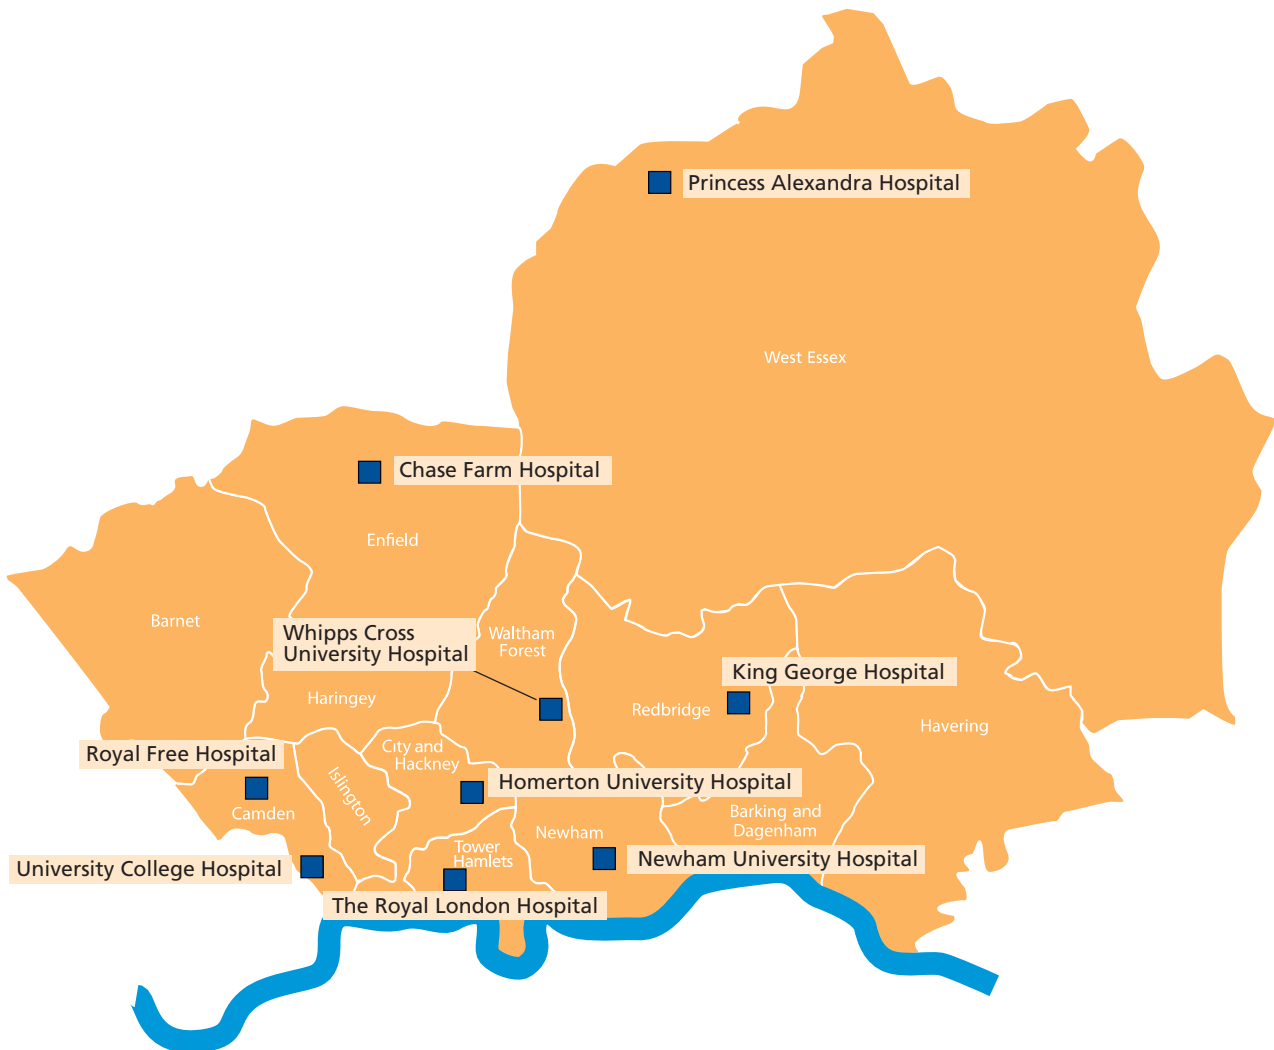 Princess Alexandra Hospital
West Essex
Chase Farm Hospital
Enfield
Barnet
Whipps Cross
University Hospital
Waltham
Forest
King George Hospital
Haringey
Redbridge
Havering
City and
Hackney
Royal Free Hospital
Islington
Homerton University Hospital
Camden
Barking and
Dagenham
Newham
Tower
Hamlets
Newham University Hospital
University College Hospital
The Royal London Hospital